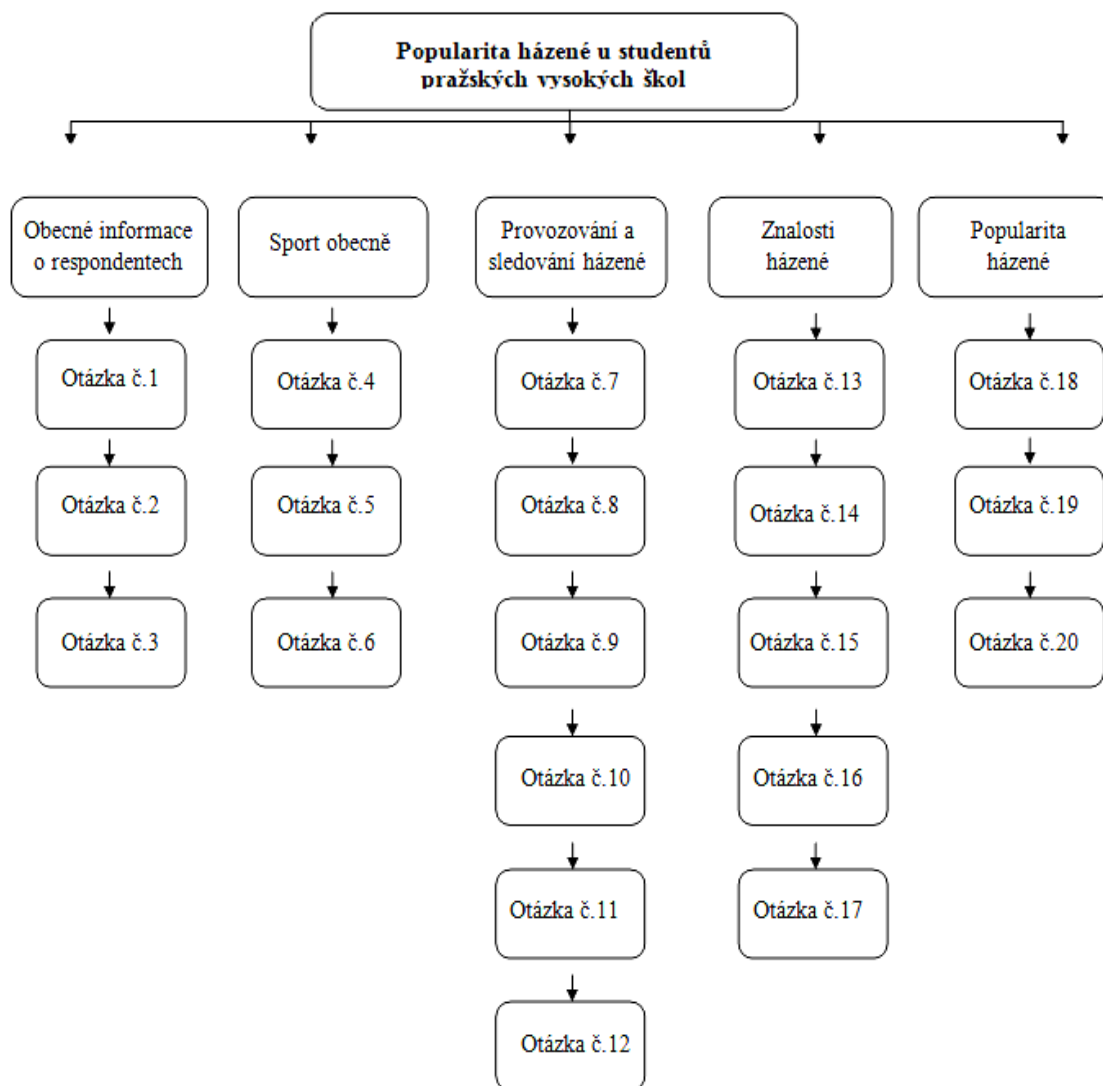 Popularita házené u studentů
pražských vysokých škol
Obecné informace
o respondentech
Sport obecně
Provozování a
sledování házené
Znalosti
házené
Popularita
házené
Otázka č.1
Otázka č.4
Otázka č.7
Otázka č.13
Otázka č.18
Otázka č.2
Otázka č.5
Otázka č.8
Otázka č.14
Otázka č.19
Otázka č.3
Otázka č.6
Otázka č.9
Otázka č.15
Otázka č.20
Otázka č.10
Otázka č.16
Otázka č.11
Otázka č.17
Otázka č.12